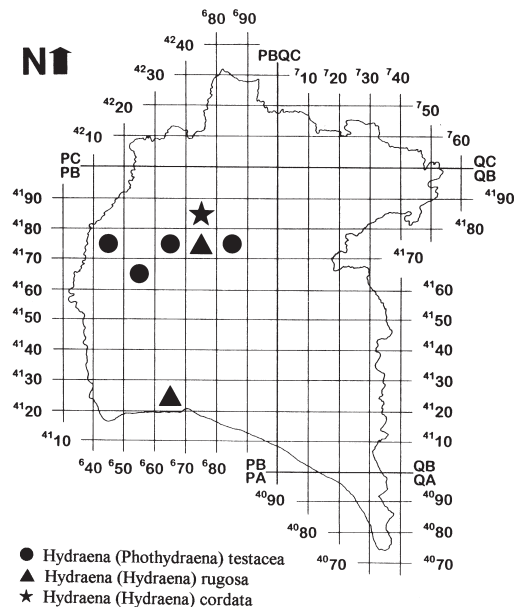 ⁶80 ⁶90
⁴²40
N PBQC
⁴²30 ⁷10 ⁷20 ⁷30 ⁷40
⁴²20 ⁷50
⁴²10 ⁷60
PC QC
PB QB
⁴¹90 ⁴¹90
⁴¹80 ⁴¹80
⁴¹70 ⁴¹70
⁴¹60 ⁴¹60
⁴¹50 ⁴¹50
⁴¹40 ⁴¹40
⁴¹30 ⁴¹30
⁴¹20 ⁴¹20
⁴¹10 ⁴¹10
⁶40 ⁶50 ⁶60 ⁶70 ⁶80 PB QB
PA QA
⁴⁰90 ⁴⁰90
⁴⁰80 ⁴⁰80
⁴⁰70 ⁴⁰70
Hydraena (Phothydraena) testacea
Hydraena (Hydraena) rugosa
Hydraena (Hydraena) cordata